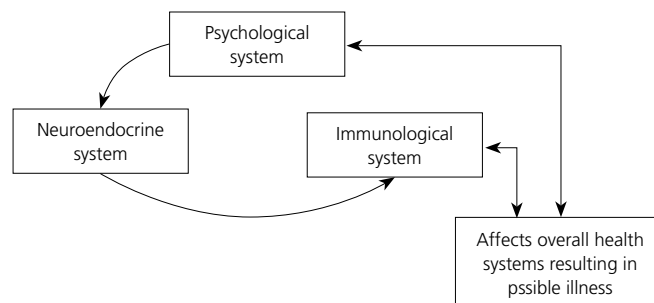 Psychological
system
Neuroendocrine
system
Immunological
system
Affects overall health
systems resulting in
pssible illness